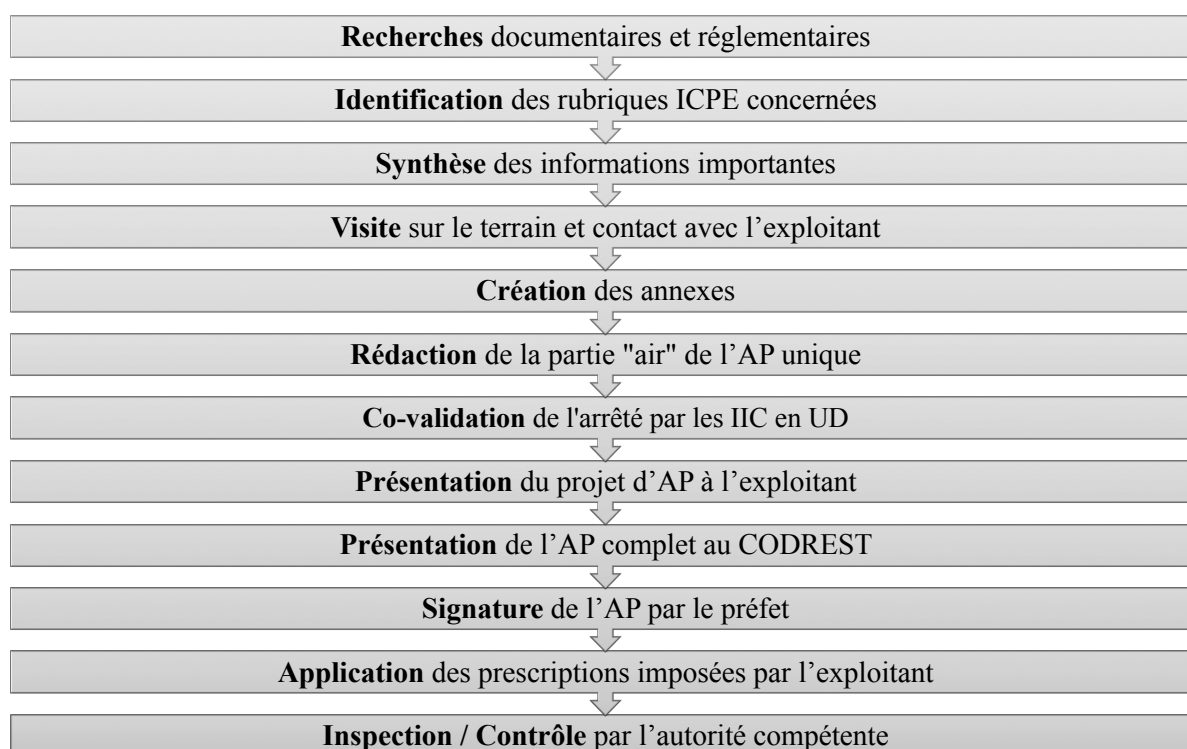 Recherches documentaires et réglementaires
Identification des rubriques ICPE concernées
Synthèse des informations importantes
Visite sur le terrain et contact avec l’exploitant
Création des annexes
Rédaction de la partie "air" de l’AP unique
Co-validation de l'arrêté par les IIC en UD
Présentation du projet d’AP à l’exploitant
Présentation de l’AP complet au CODREST
Signature de l’AP par le préfet
Application des prescriptions imposées par l’exploitant
Inspection / Contrôle par l’autorité compétente